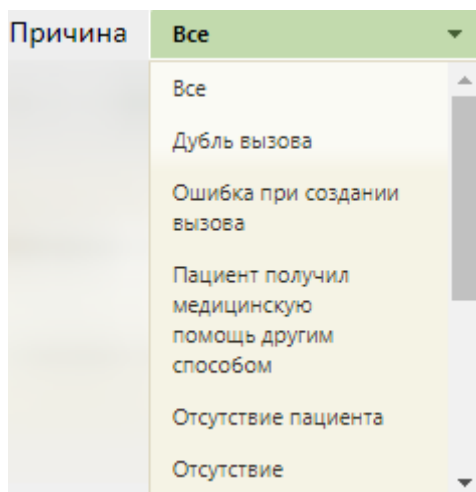 Причина Все
Все
Дубль вызова
Ошибка при создании
вызова
Пациент получил
медицинскую
помощь другим
способом
Отсутствие пациента
Отсутствие